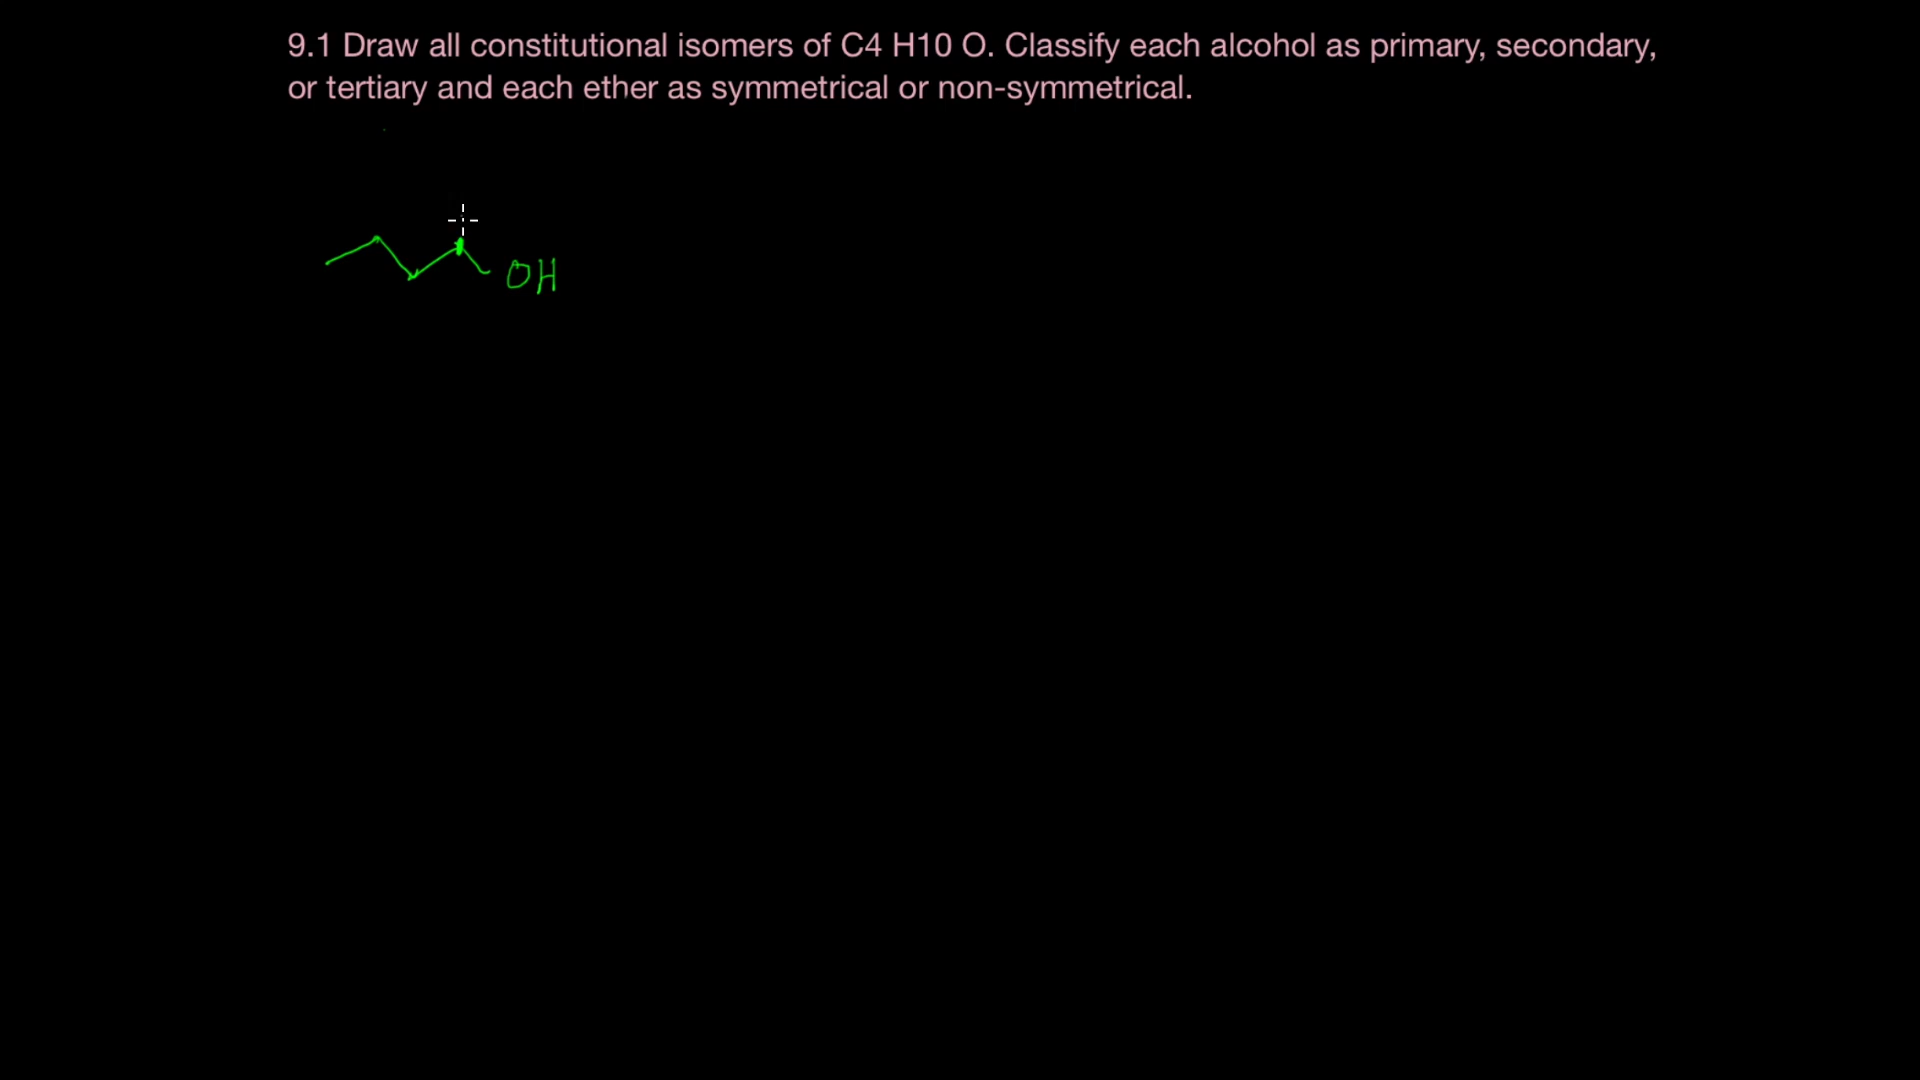 9.1 Draw all constitutional isomers of C4 H10 O. Classify each alcohol as primary, secondary,
or tertiary and each ether as symmetrical or non-symmetrical.
OH